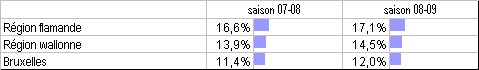 saison 07-08 saison 08-09
Région flamande 16,6% 17,1%
Région wallonne 13,9% 14,5%
Bruxelles 11,4% 12,0%